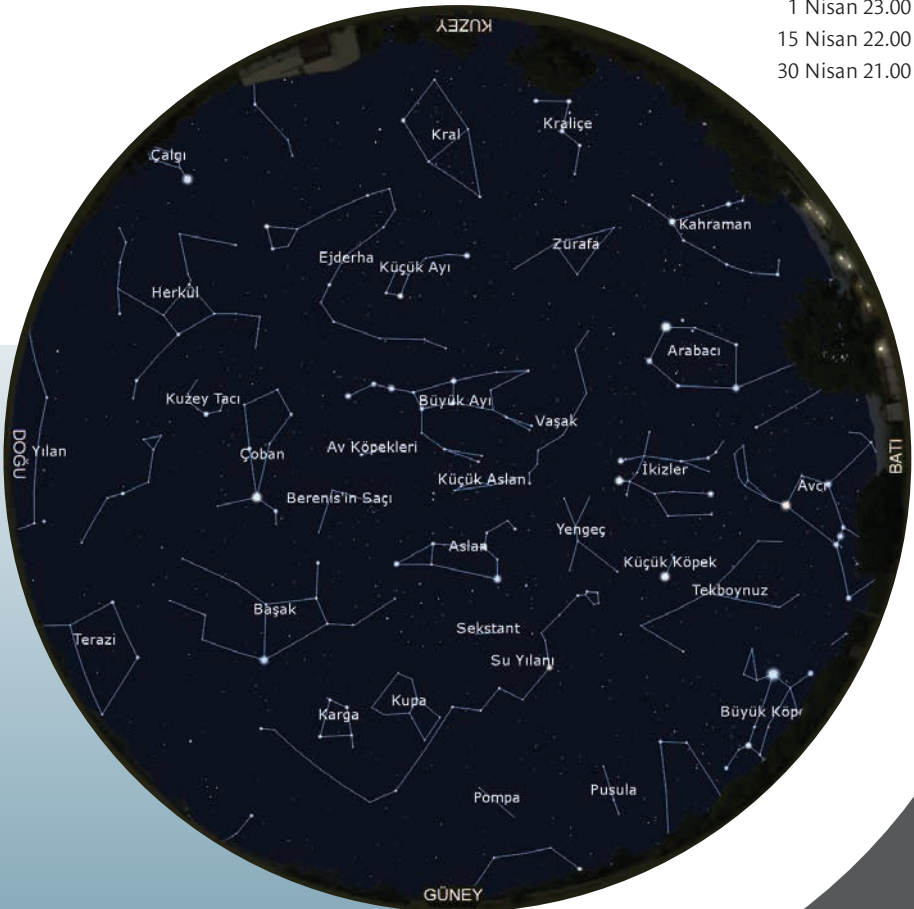 1 Nisan 23.00
15 Nisan 22.00
30 Nisan 21.00
KUZEY
Kral
Kraliçe
Çalgı
Kahraman
Zürafa
Ejderha
Küçük Ayı
Herkül
Arabacı
Kuzey Tacı
Büyük Ayı
Vaşak
DOĞU
Yılan
Çoban
Av Köpekleri
Küçük Aslan
İkizler
BATI
Berenis'in Saçı
Avcı
Yengeç
Aslan
Küçük Köpek
Tekboynuz
Başak
Sekstant
Terazi
Su Yılanı
Karga
Kupa
Büyük Köpe
Pompa
Pusula
GÜNEY